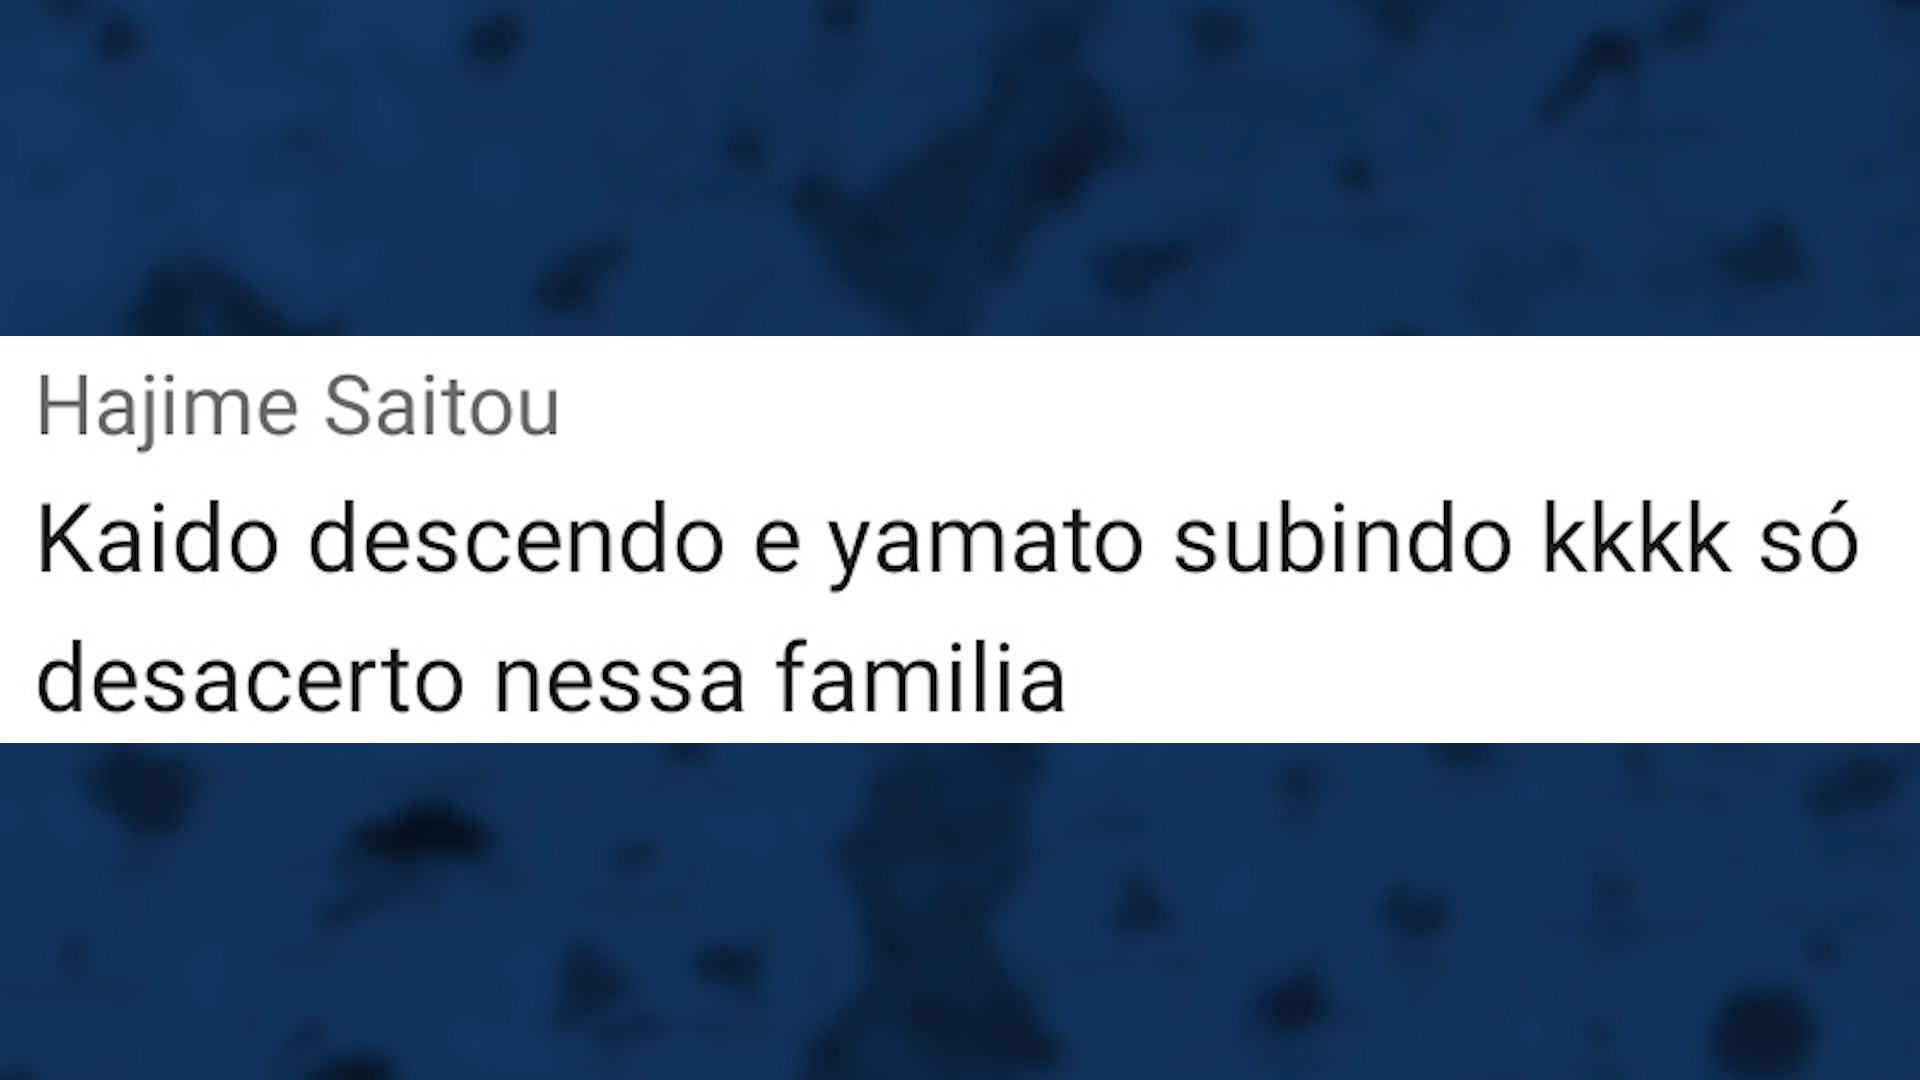 Hajime Saitou
Kaido descendo e yamato subindo kkkk só
desacerto nessa familia